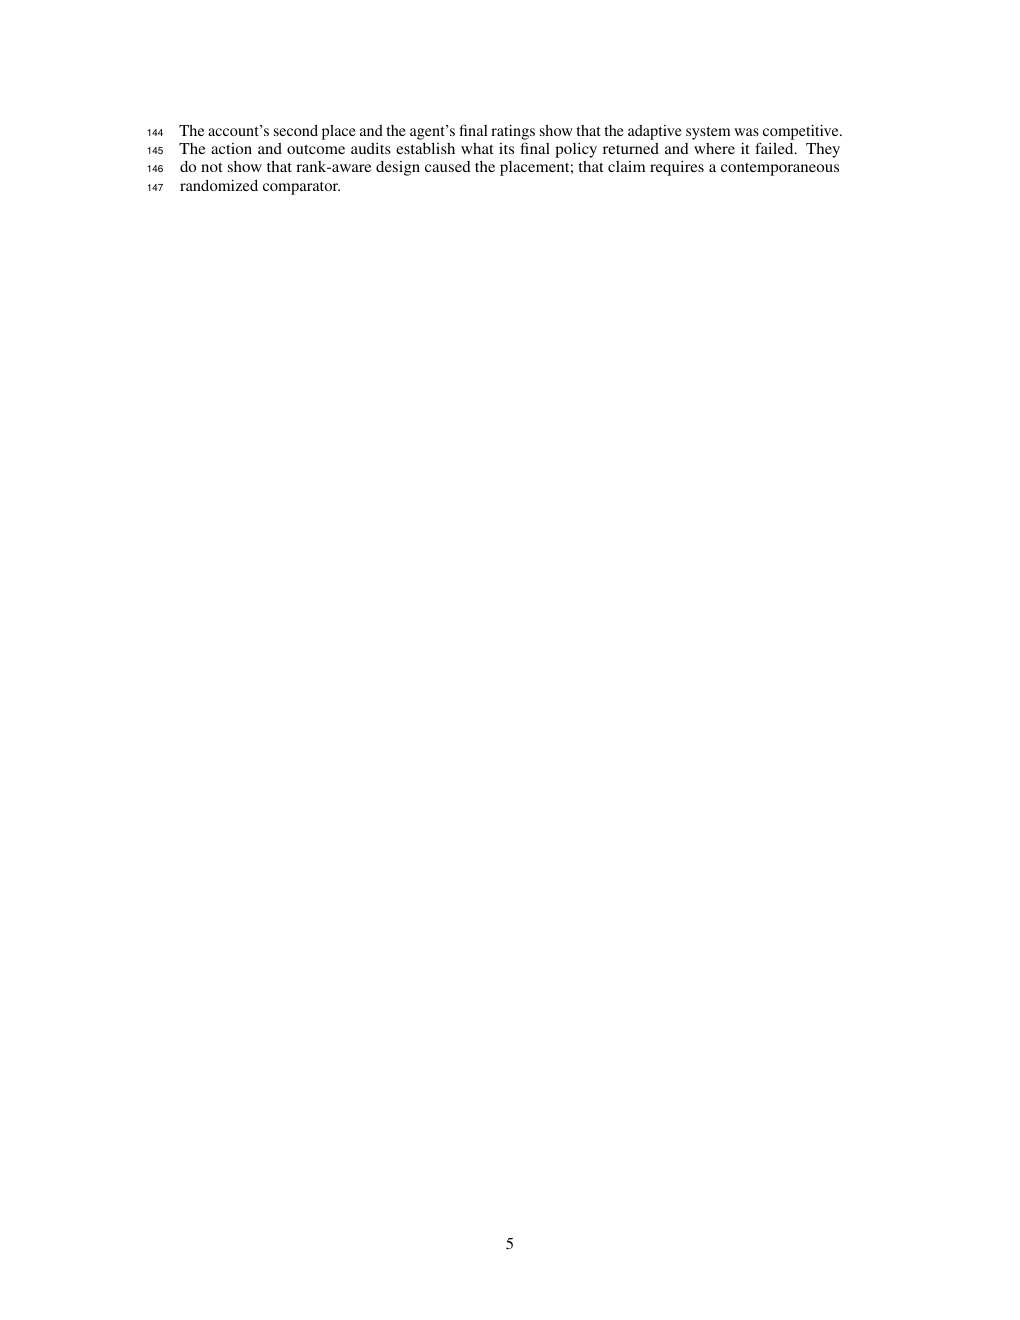 144 The account’s second place and the agent’s final ratings show that the adaptive system was competitive.
145 The action and outcome audits establish what its final policy returned and where it failed. They
146 do not show that rank-aware design caused the placement; that claim requires a contemporaneous
147 randomized comparator.
5